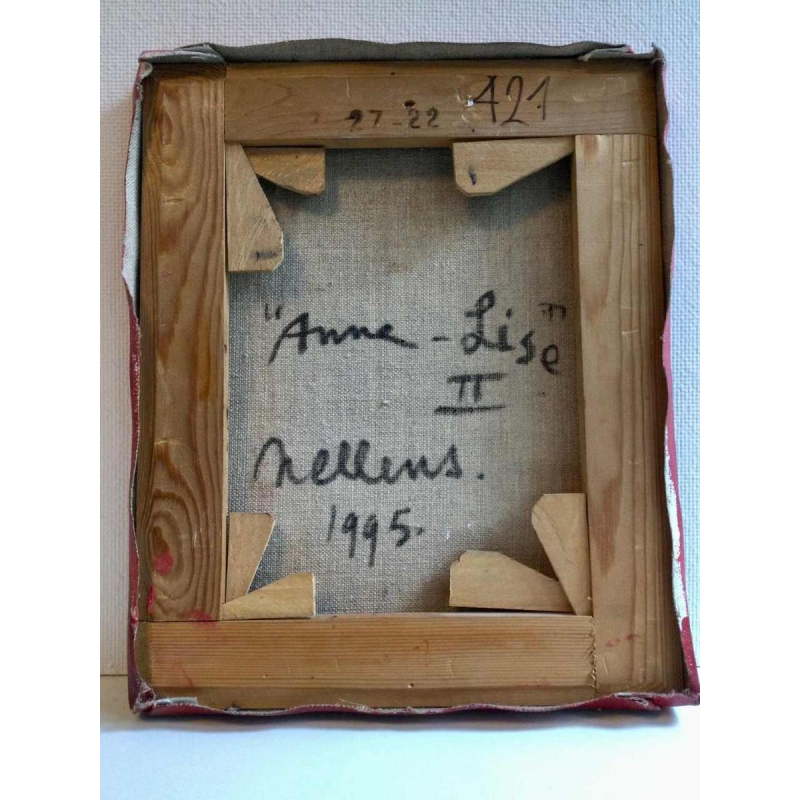 27-22 421
"Anne-Lise"
II
Nellens.
1995.